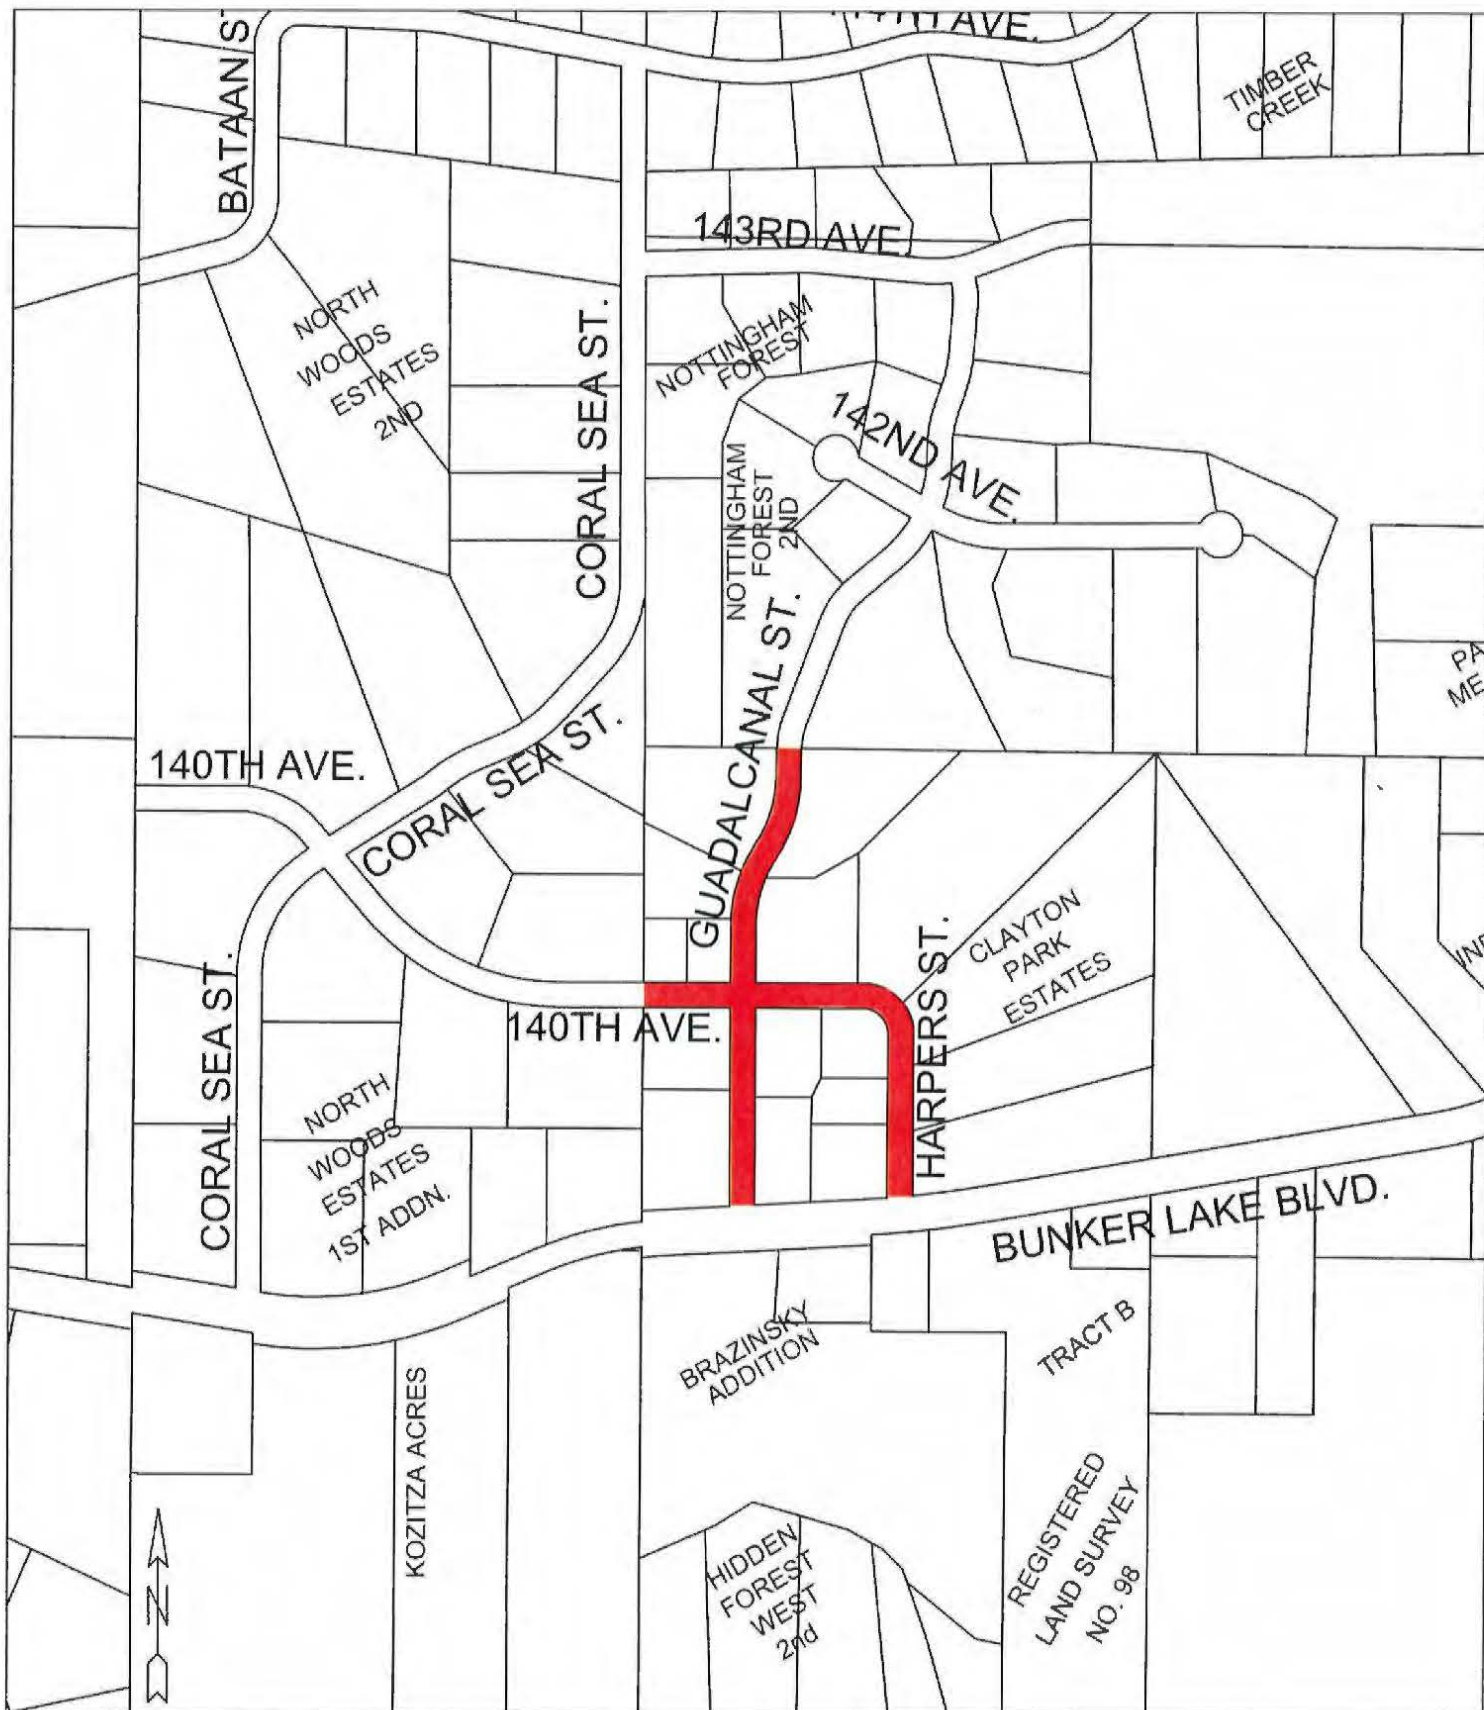 BATAAN ST
AVE.
TIMBER
CREEK
143RD AVE.
NORTH
WOODS
ESTATES
2ND
CORAL SEA ST.
NOTTINGHAM
FOREST
142ND AVE.
NOTTINGHAM
FOREST
2ND
GUADALCANAL ST.
140TH AVE.
CORAL SEA ST.
CORAL SEA ST.
140TH AVE.
HARPERS ST.
CLAYTON
PARK
ESTATES
NORTH
WOODS
ESTATES
1ST ADDN.
BUNKER LAKE BLVD.
BRAZINSKY
ADDITION
TRACT B
KOZITZA ACRES
REGISTERED
LAND SURVEY
NO. 98
HIDDEN
FOREST
WEST
2nd
N